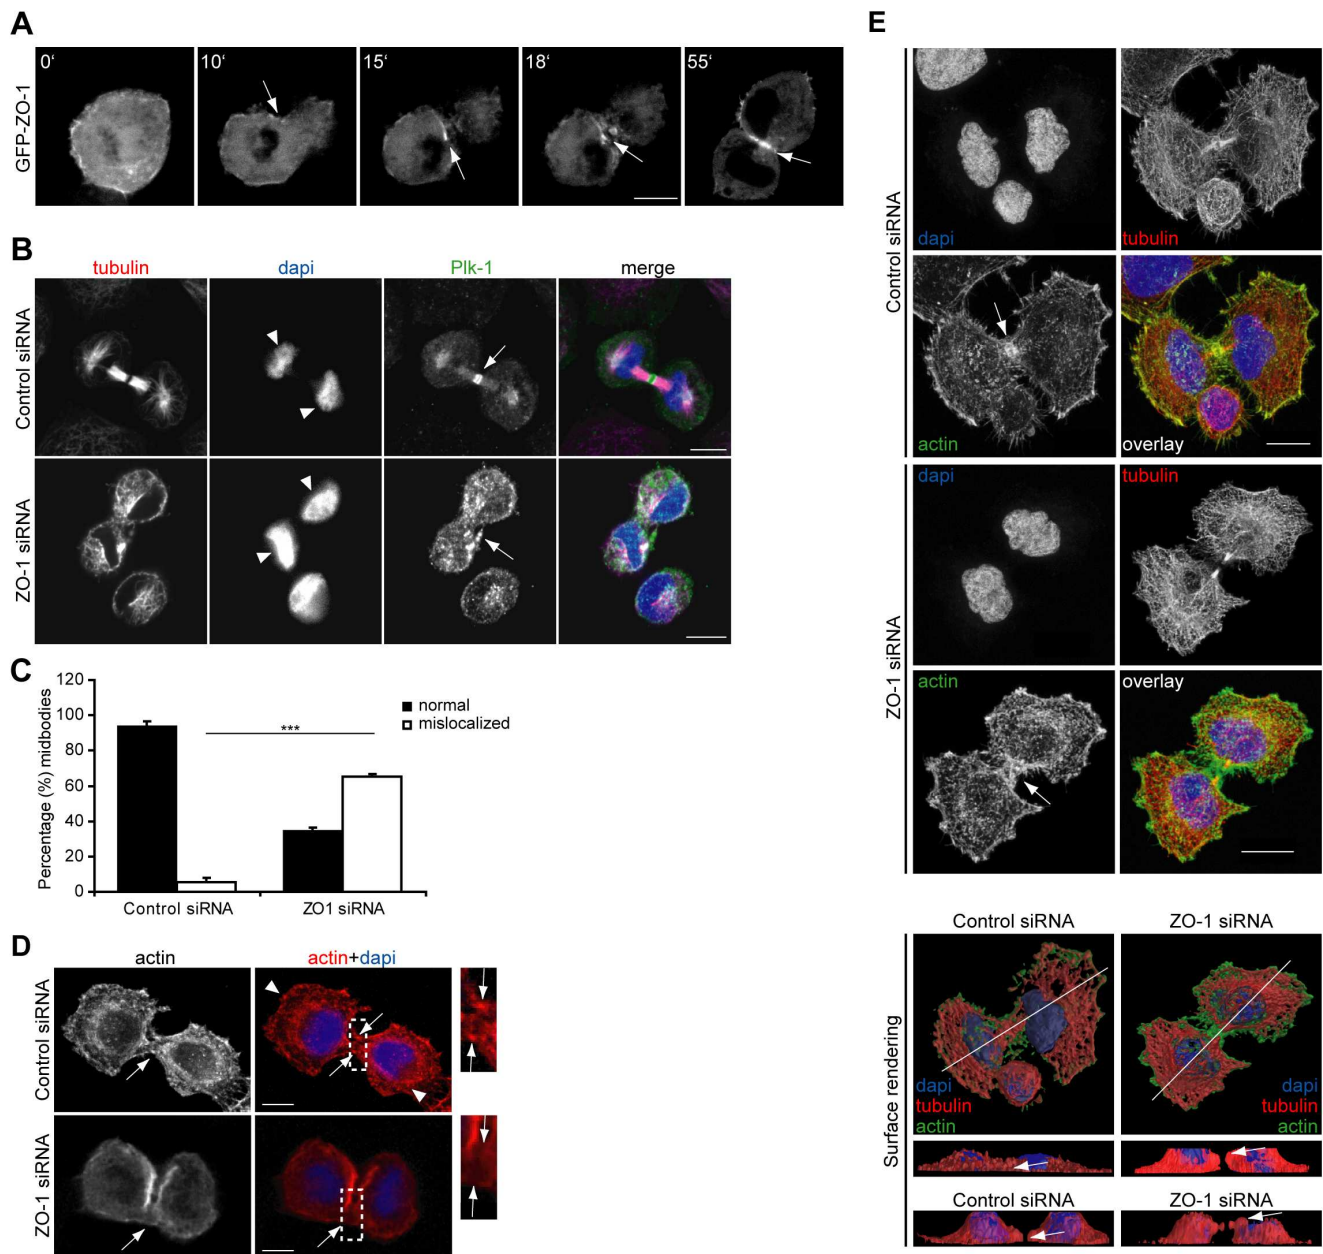 A
GFP-ZO-1
0‘
10‘
15‘
18‘
55‘
B
tubulin
dapi
Plk-1
merge
Control siRNA
ZO-1 siRNA
C
Percentage (%) midbodies
120
100
80
60
40
20
0
normal
mislocalized
***
Control siRNA
ZO1 siRNA
D
actin
actin+dapi
Control siRNA
ZO-1 siRNA
E
Control siRNA
dapi
tubulin
actin
overlay
ZO-1 siRNA
dapi
tubulin
actin
overlay
Control siRNA
ZO-1 siRNA
Surface rendering
dapi
tubulin
actin
dapi
tubulin
actin
Control siRNA
ZO-1 siRNA